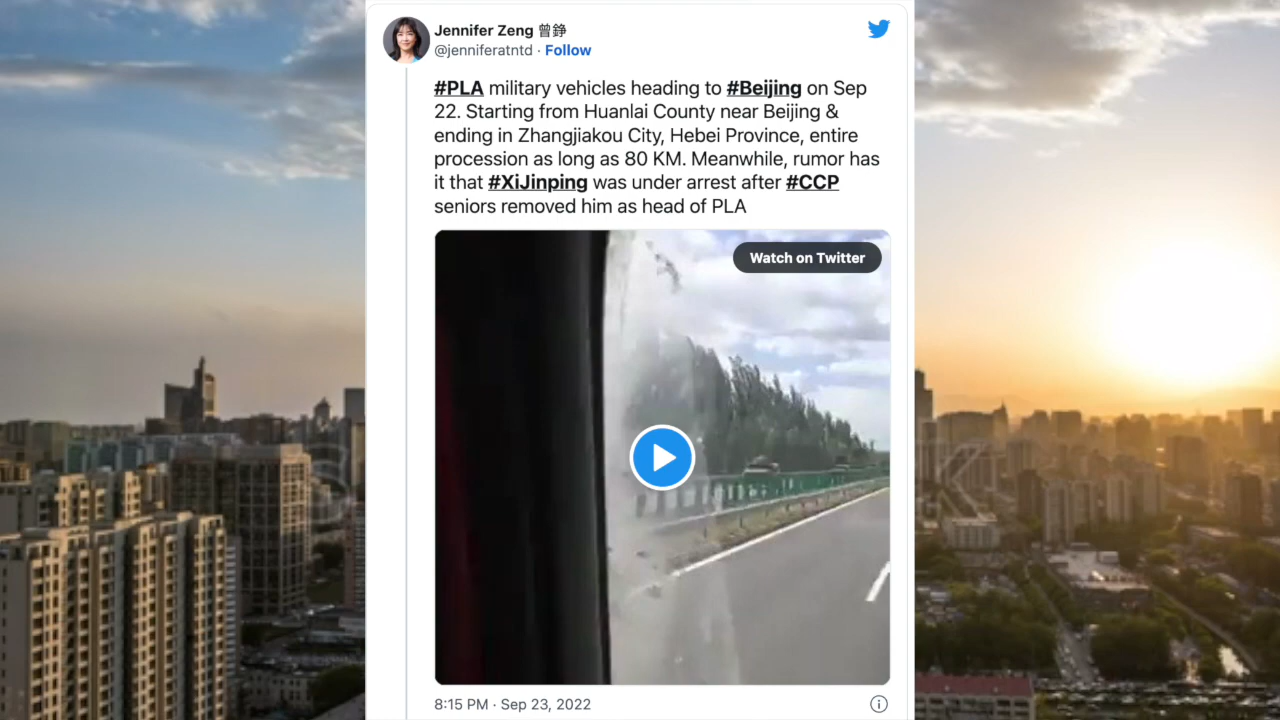 Jennifer Zeng 曾錚
@jenniferatntd · Follow
#PLA military vehicles heading to #Beijing on Sep
22. Starting from Huanlai County near Beijing &
ending in Zhangjiakou City, Hebei Province, entire
procession as long as 80 KM. Meanwhile, rumor has
it that #XiJinping was under arrest after #CCP
seniors removed him as head of PLA
Watch on Twitter
8:15 PM · Sep 23, 2022